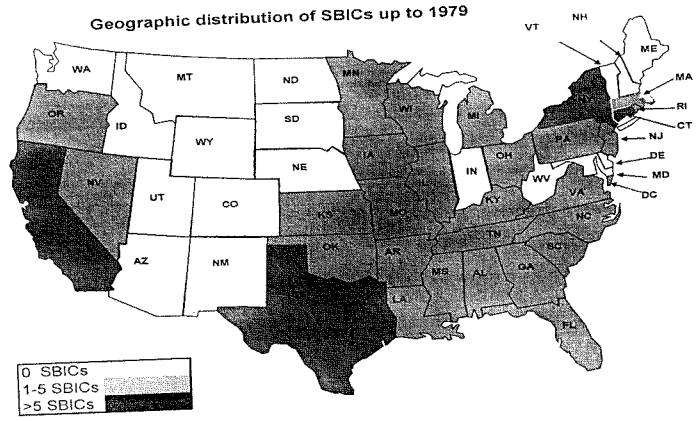 Geographic distribution of SBICs up to 1979
VT
NH
ME
WA
MT
ND
MN
OR
ID
SD
WI
MI
NY
MA
RI
CT
WY
IA
PA
NJ
NE
OH
DE
NV
UT
CO
IN
WV
MD
DC
KS
MO
KY
VA
NC
AZ
NM
OK
AR
TN
SC
MS
AL
GA
LA
FL
0 SBICs
1-5 SBICs
>5 SBICs